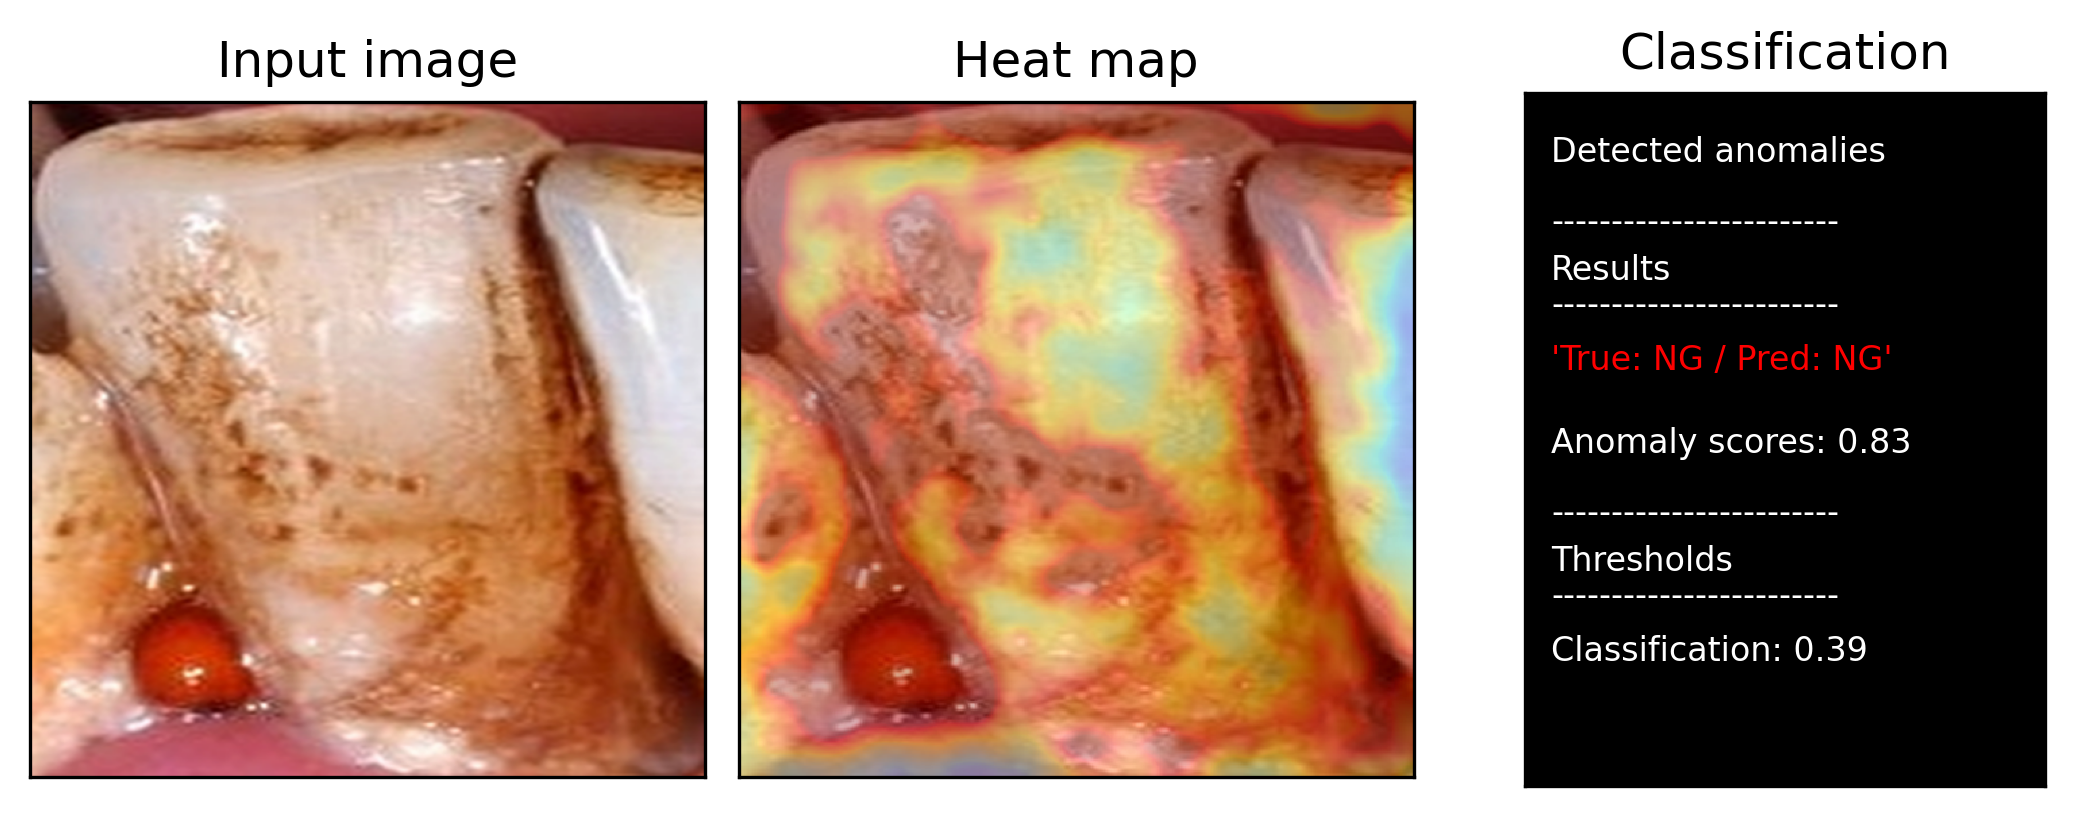 Input image
Heat map
Classification
Detected anomalies
------------------------
Results
------------------------
'True: NG / Pred: NG'
Anomaly scores: 0.83
------------------------
Thresholds
------------------------
Classification: 0.39